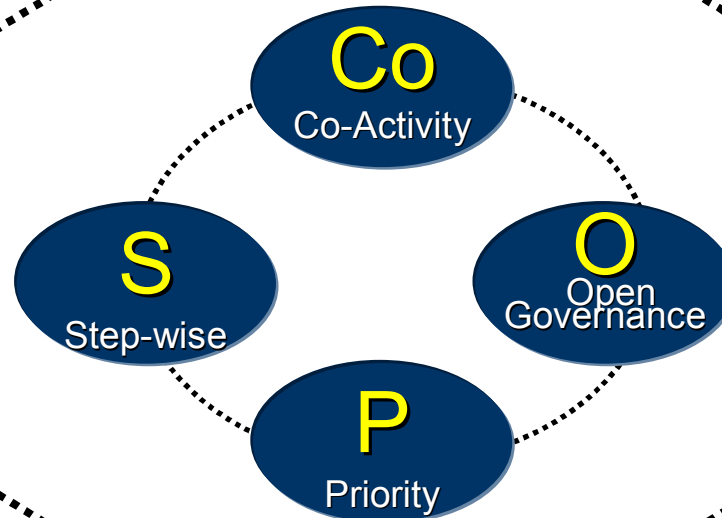 Co
Co-Activity
S
Step-wise
O
Open
Governance
P
Priority